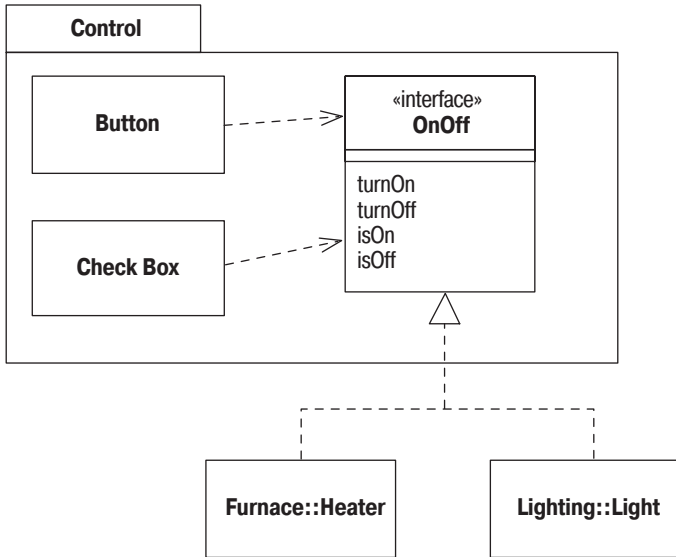 Control
Button
«interface»
OnOff
turnOn
turnOff
isOn
isOff
Check Box
Furnace::Heater
Lighting::Light